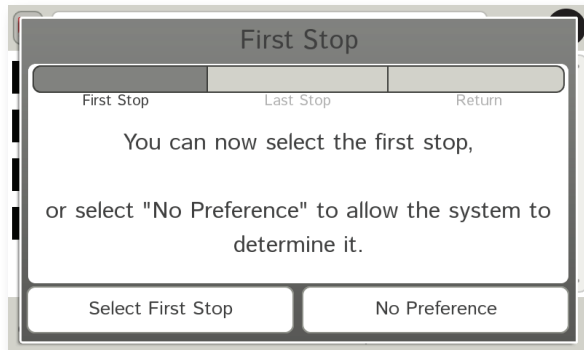 First Stop
First Stop
Last Stop
Return
You can now select the first stop,
or select "No Preference" to allow the system to
determine it.
Select First Stop
No Preference